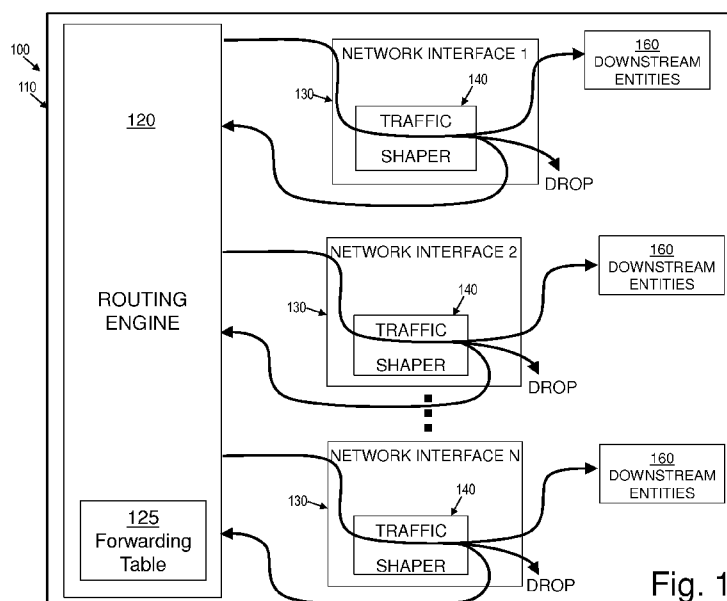 100
110
120
ROUTING
ENGINE
125
Forwarding
Table
NETWORK INTERFACE 1
130
140
TRAFFIC
SHAPER
DROP
160
DOWNSTREAM
ENTITIES
NETWORK INTERFACE 2
130
140
TRAFFIC
SHAPER
DROP
160
DOWNSTREAM
ENTITIES
NETWORK INTERFACE N
130
140
TRAFFIC
SHAPER
DROP
160
DOWNSTREAM
ENTITIES
Fig. 1